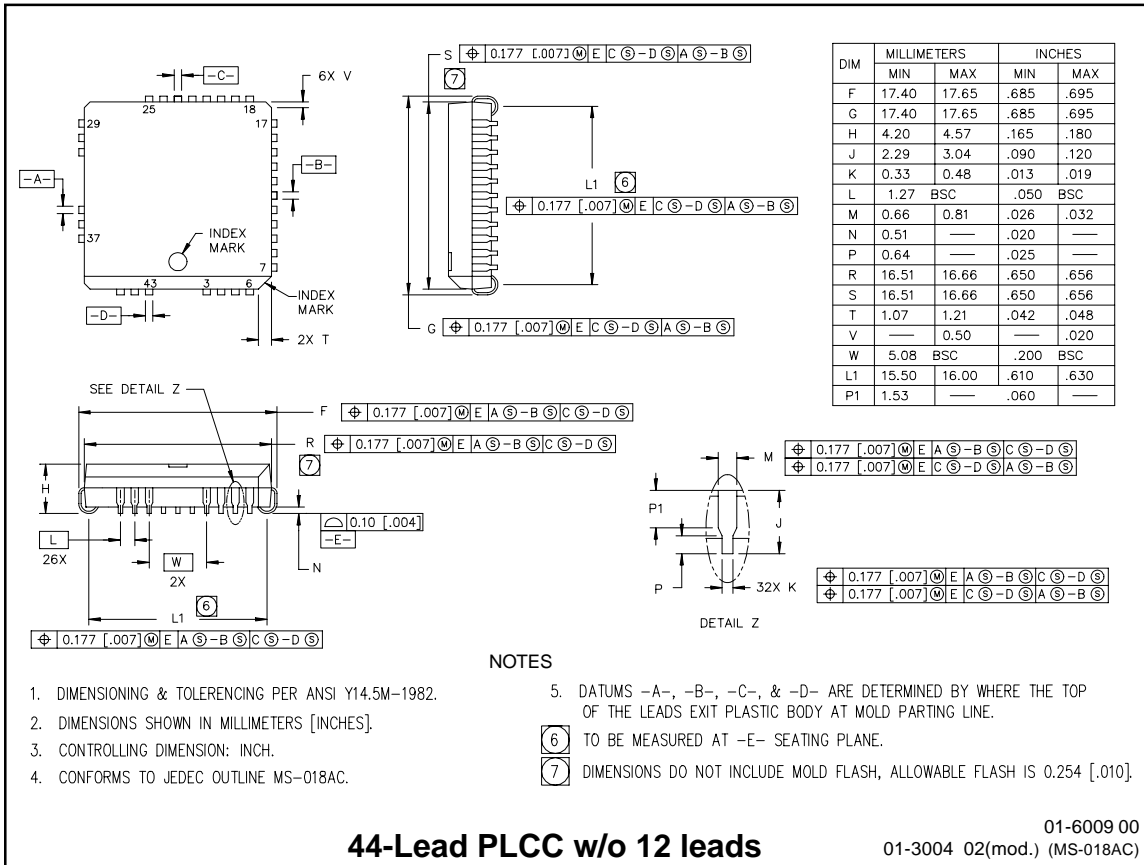 S ⌖ 0.177 [.007] Ⓜ E C Ⓢ -D Ⓢ A Ⓢ -B Ⓢ
7
-C-
6X V
25
18
29
17
-B-
-A-
L1 6
⌖ 0.177 [.007] Ⓜ E C Ⓢ -D Ⓢ A Ⓢ -B Ⓢ
37
INDEX
MARK
7
43
3
6
INDEX
MARK
-D-
2X T
G ⌖ 0.177 [.007] Ⓜ E C Ⓢ -D Ⓢ A Ⓢ -B Ⓢ
DIM MILLIMETERS INCHES
MIN MAX MIN MAX
F 17.40 17.65 .685 .695
G 17.40 17.65 .685 .695
H 4.20 4.57 .165 .180
J 2.29 3.04 .090 .120
K 0.33 0.48 .013 .019
L 1.27 BSC .050 BSC
M 0.66 0.81 .026 .032
N 0.51 — .020 —
P 0.64 — .025 —
R 16.51 16.66 .650 .656
S 16.51 16.66 .650 .656
T 1.07 1.21 .042 .048
V — 0.50 — .020
W 5.08 BSC .200 BSC
L1 15.50 16.00 .610 .630
P1 1.53 — .060 —
SEE DETAIL Z
F ⌖ 0.177 [.007] Ⓜ E A Ⓢ -B Ⓢ C Ⓢ -D Ⓢ
R ⌖ 0.177 [.007] Ⓜ E A Ⓢ -B Ⓢ C Ⓢ -D Ⓢ
7
H
⌓ 0.10 [.004]
-E-
L
26X
W
2X
N
L1 6
⌖ 0.177 [.007] Ⓜ E A Ⓢ -B Ⓢ C Ⓢ -D Ⓢ
M
⌖ 0.177 [.007] Ⓜ E A Ⓢ -B Ⓢ C Ⓢ -D Ⓢ
⌖ 0.177 [.007] Ⓜ E C Ⓢ -D Ⓢ A Ⓢ -B Ⓢ
P1
J
P
32X K
⌖ 0.177 [.007] Ⓜ E A Ⓢ -B Ⓢ C Ⓢ -D Ⓢ
⌖ 0.177 [.007] Ⓜ E C Ⓢ -D Ⓢ A Ⓢ -B Ⓢ
DETAIL Z
NOTES
1. DIMENSIONING & TOLERENCING PER ANSI Y14.5M-1982.
2. DIMENSIONS SHOWN IN MILLIMETERS [INCHES].
3. CONTROLLING DIMENSION: INCH.
4. CONFORMS TO JEDEC OUTLINE MS-018AC.
5. DATUMS -A-, -B-, -C-, & -D- ARE DETERMINED BY WHERE THE TOP
OF THE LEADS EXIT PLASTIC BODY AT MOLD PARTING LINE.
6 TO BE MEASURED AT -E- SEATING PLANE.
7 DIMENSIONS DO NOT INCLUDE MOLD FLASH, ALLOWABLE FLASH IS 0.254 [.010].
44-Lead PLCC w/o 12 leads
01-6009 00
01-3004 02(mod.) (MS-018AC)